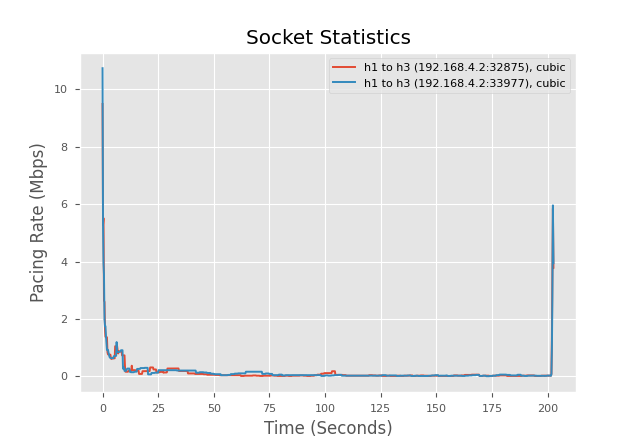 Socket Statistics
h1 to h3 (192.168.4.2:32875), cubic
h1 to h3 (192.168.4.2:33977), cubic
Pacing Rate (Mbps)
10
8
6
4
2
0
0 25 50 75 100 125 150 175 200
Time (Seconds)